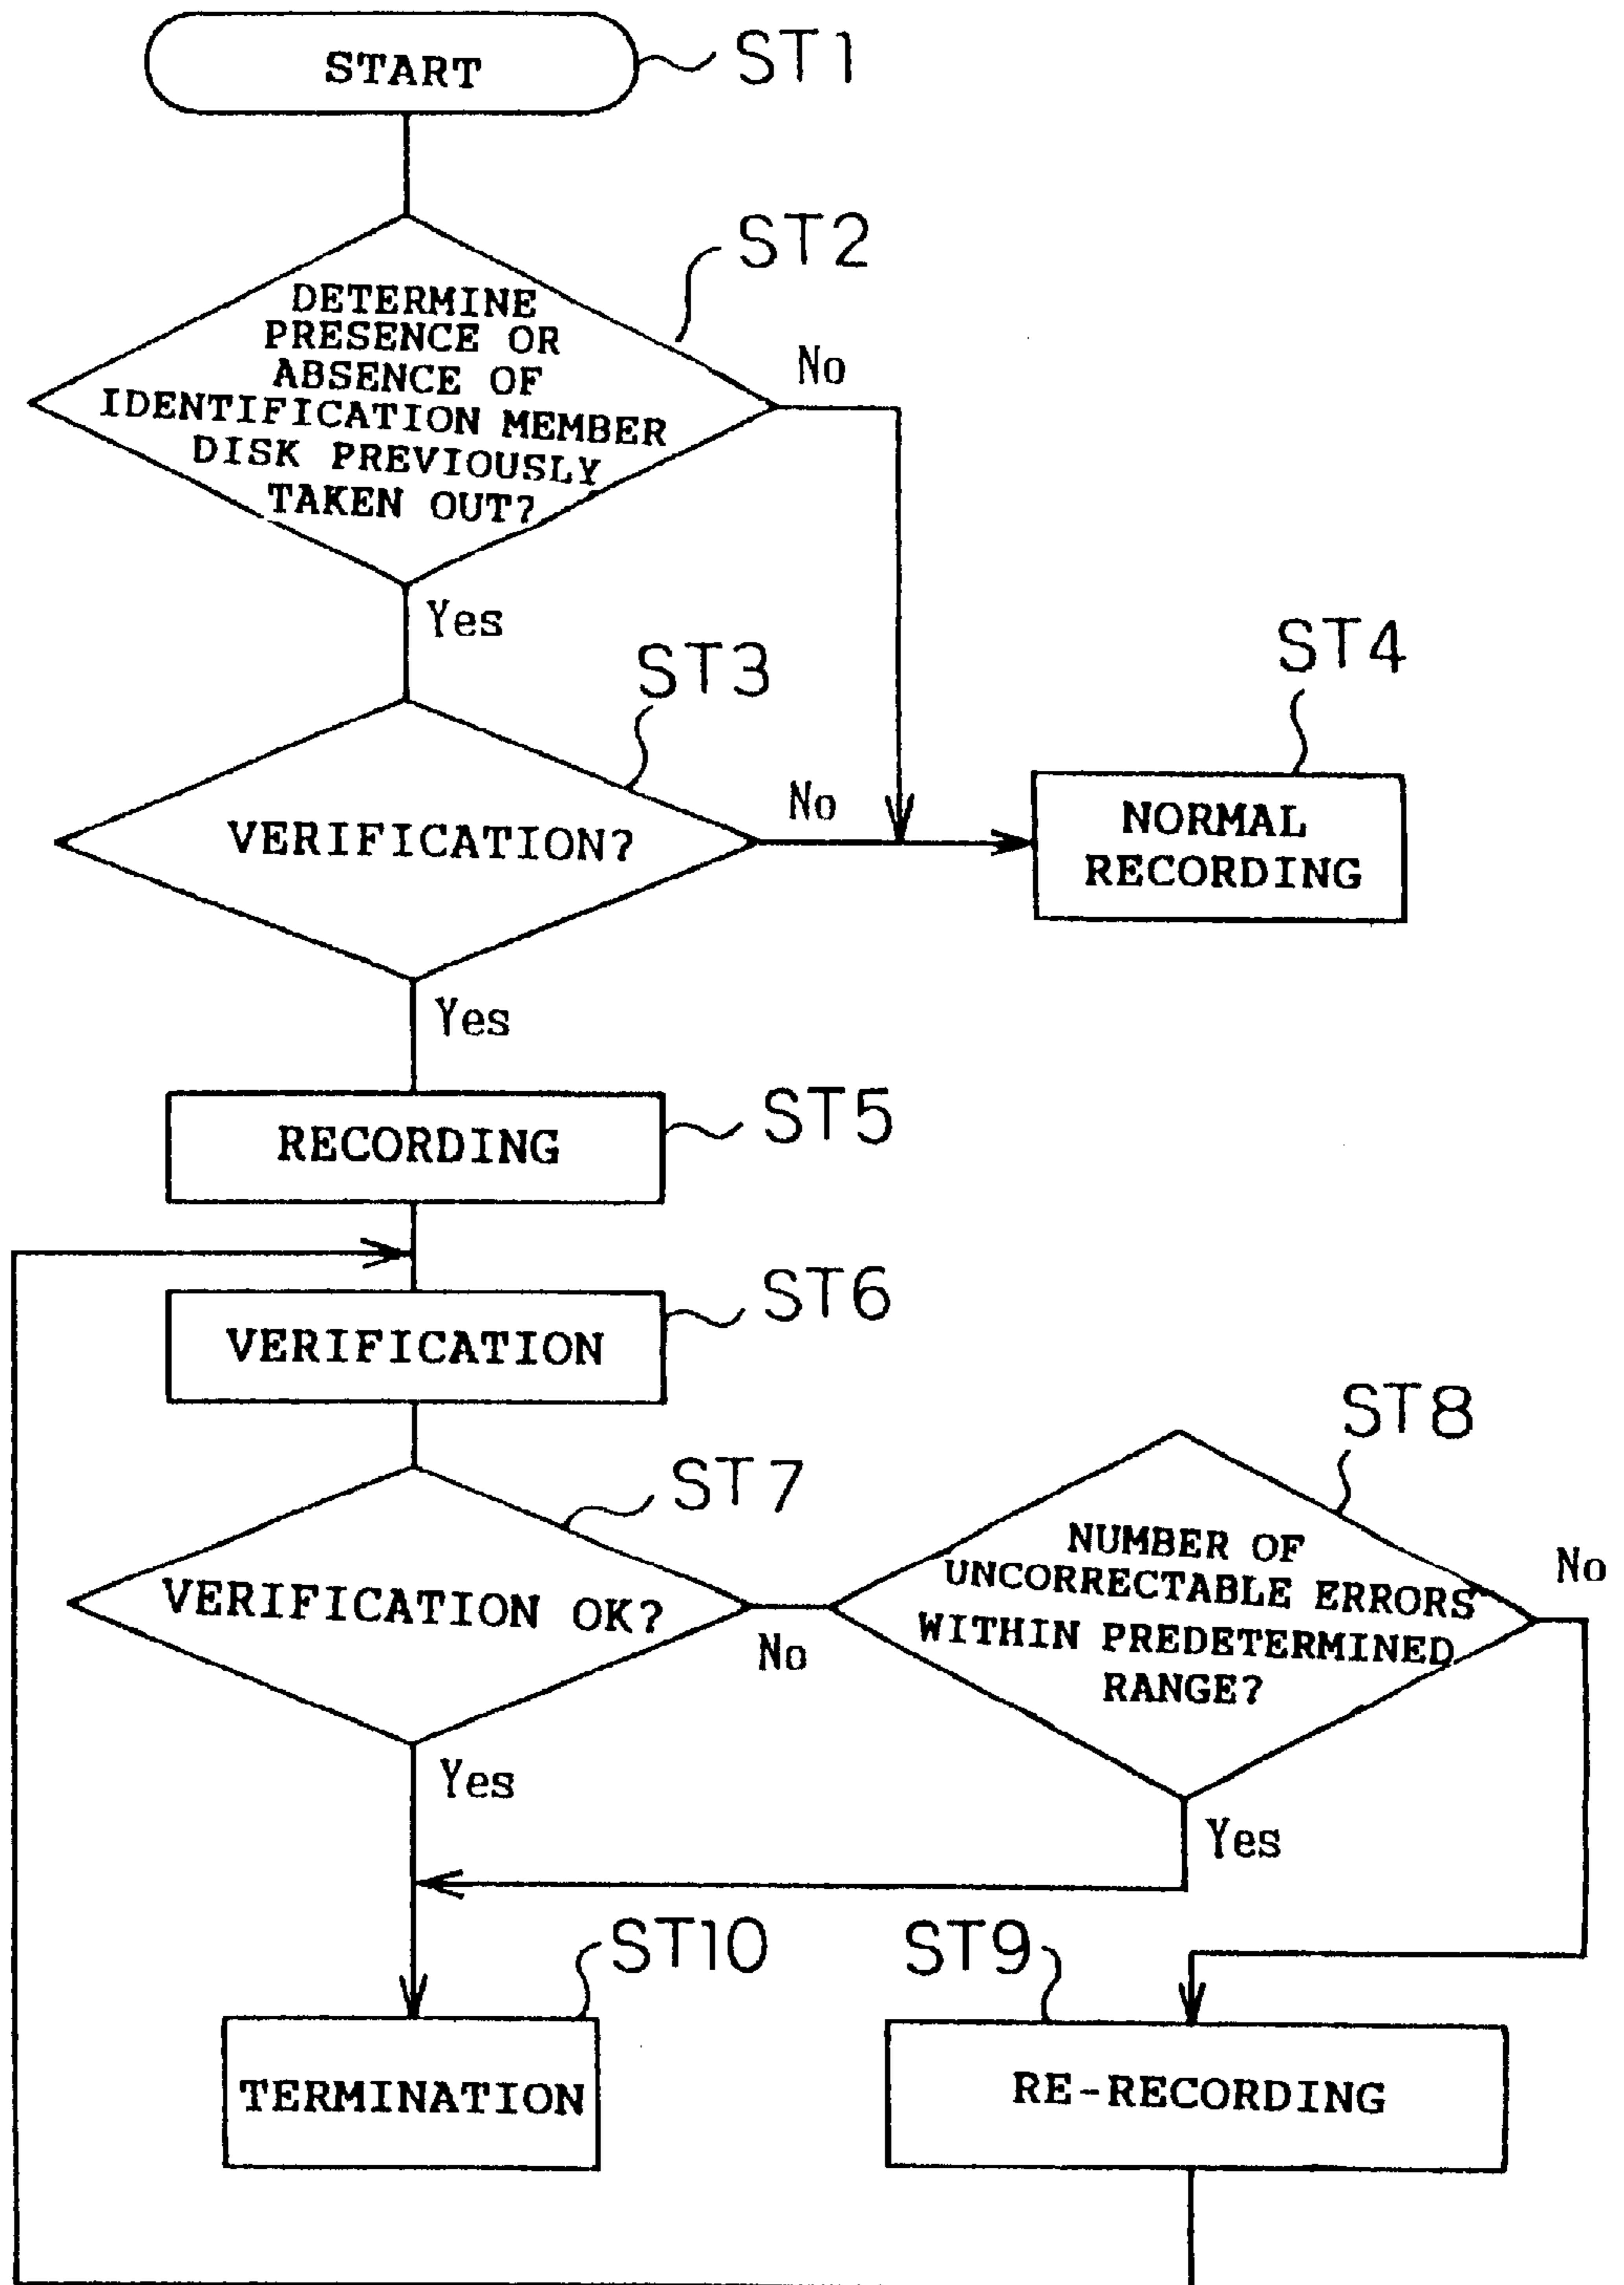 START
ST1
ST2
DETERMINE
PRESENCE OR
ABSENCE OF
IDENTIFICATION MEMBER
DISK PREVIOUSLY
TAKEN OUT?
No
Yes
ST3
ST4
VERIFICATION?
No
NORMAL
RECORDING
Yes
RECORDING
ST5
VERIFICATION
ST6
ST7
ST8
VERIFICATION OK?
No
NUMBER OF
UNCORRECTABLE ERRORS
WITHIN PREDETERMINED
RANGE?
No
Yes
Yes
ST10
ST9
TERMINATION
RE-RECORDING